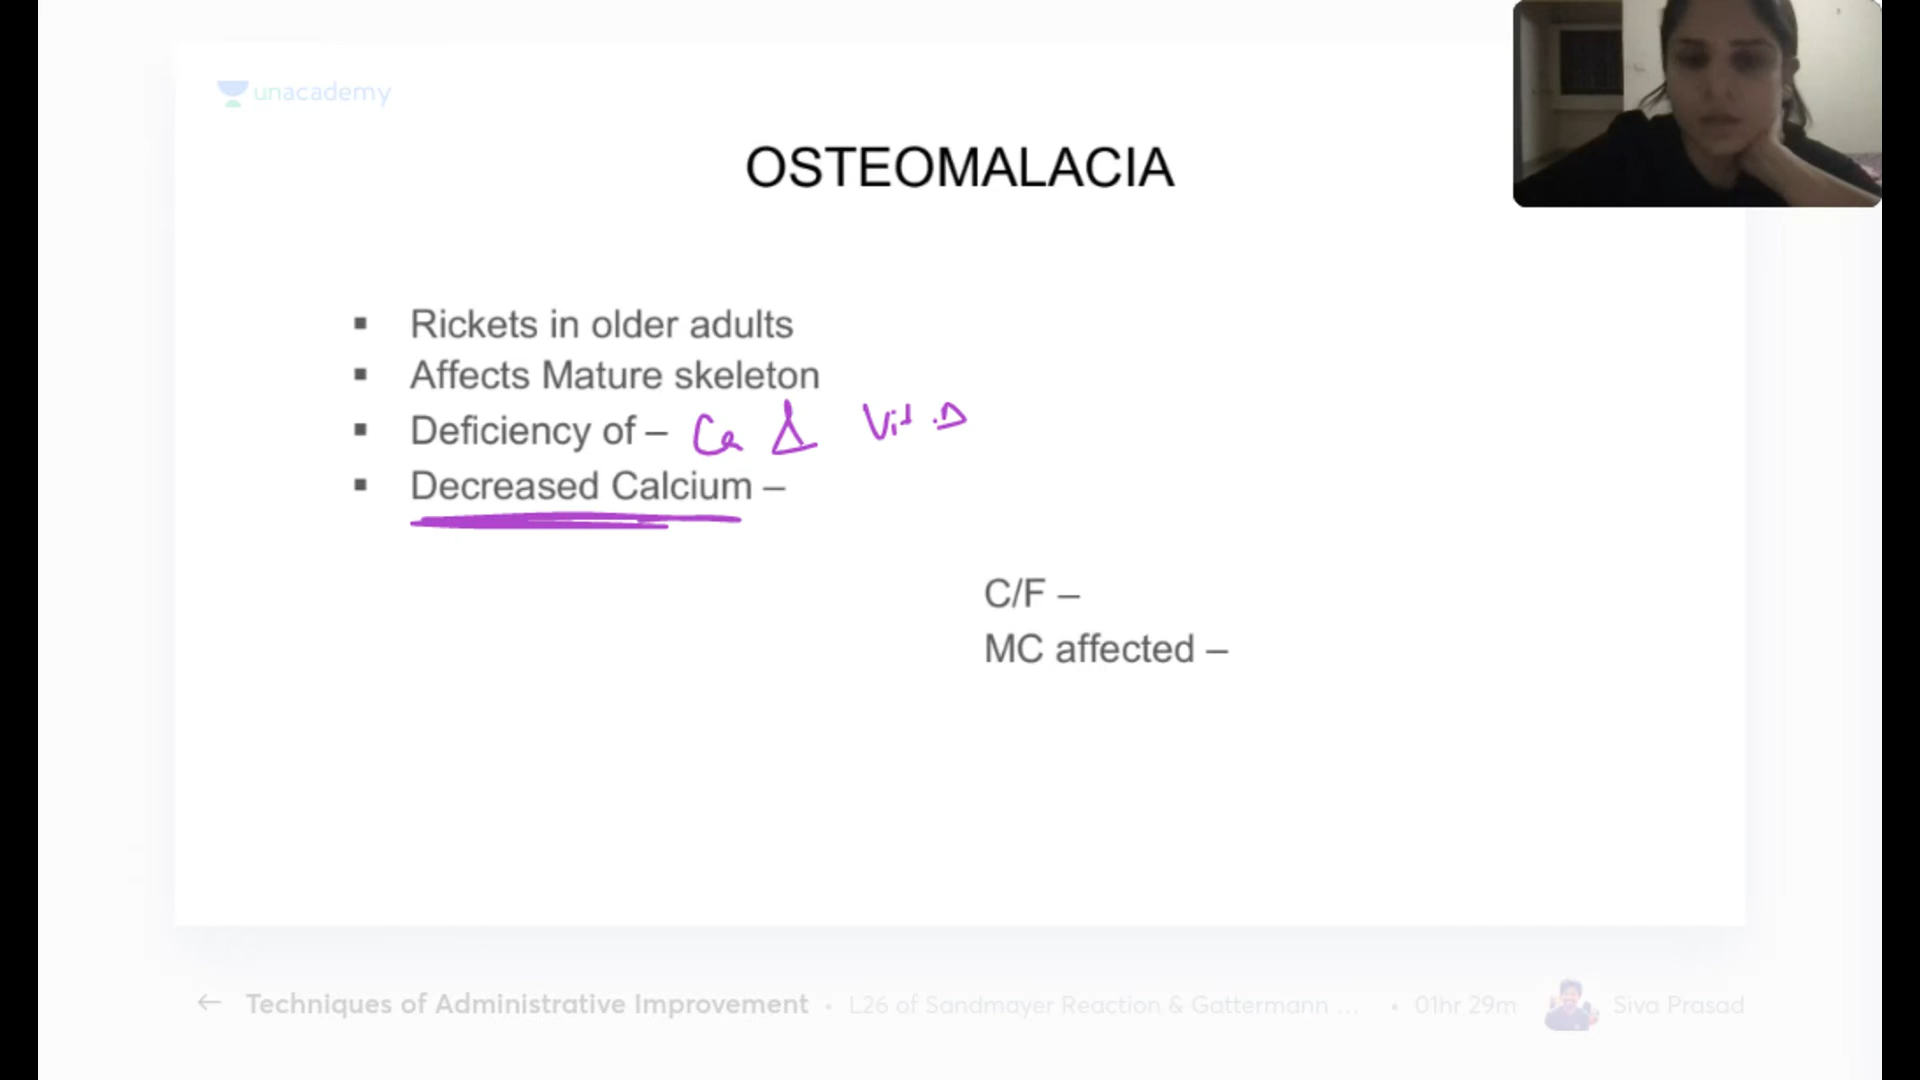 unacademy
OSTEOMALACIA
▪ Rickets in older adults
▪ Affects Mature skeleton
▪ Deficiency of – Ca & Vit .D
▪ Decreased Calcium –
C/F –
MC affected –
← Techniques of Administrative Improvement • L26 of Sandmayer Reaction & Gattermann ... • 01hr 29m Siva Prasad